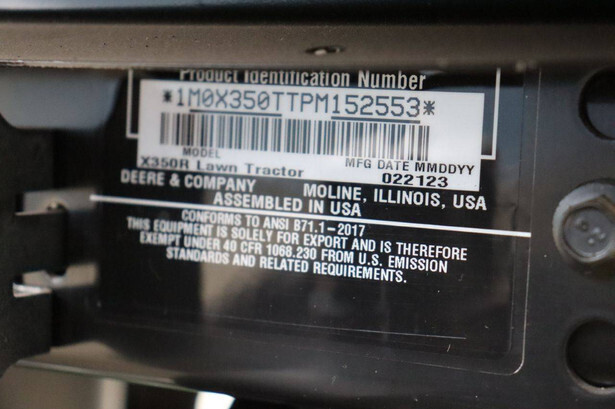 Product Identification Number
*1M0X350TTPM152553*
MODEL
X350R Lawn Tractor
MFG DATE MMDDYY
022123
DEERE & COMPANY MOLINE, ILLINOIS, USA
ASSEMBLED IN USA
CONFORMS TO ANSI B71.1-2017
THIS EQUIPMENT IS SOLELY FOR EXPORT AND IS THEREFORE
EXEMPT UNDER 40 CFR 1068.230 FROM U.S. EMISSION
STANDARDS AND RELATED REQUIREMENTS.